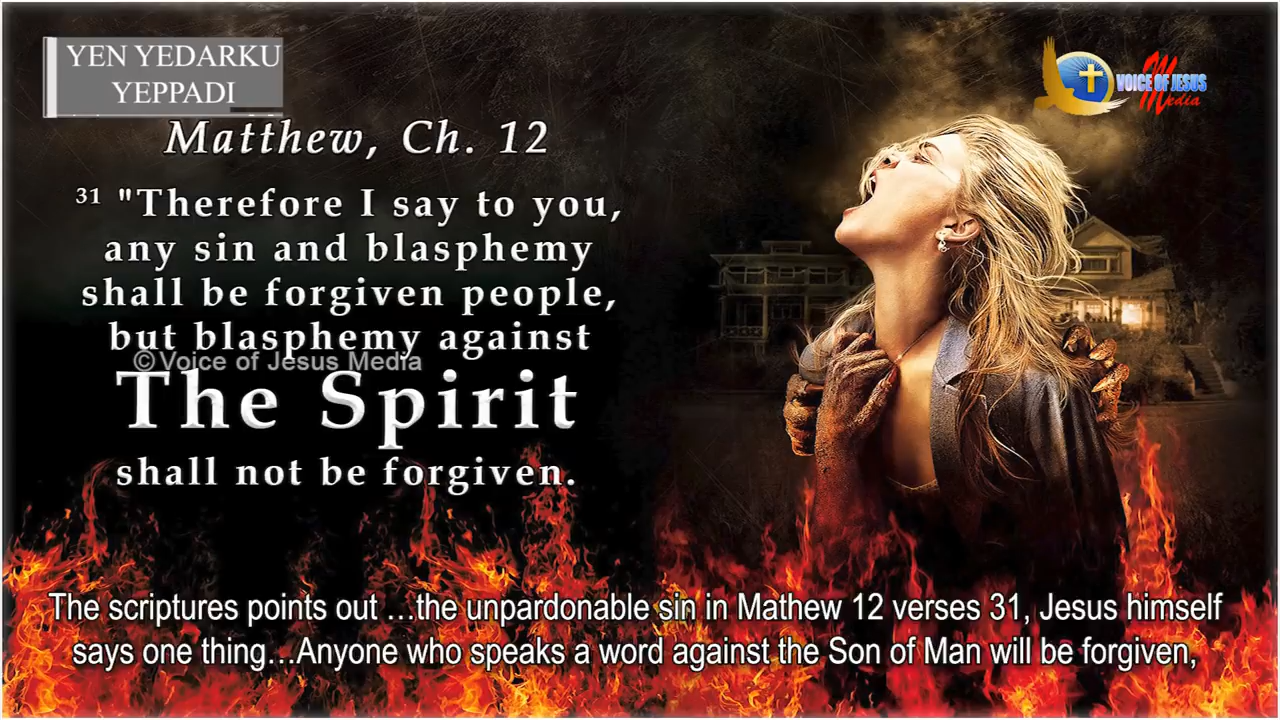 YEN YEDARKU
YEPPADI
VOICE OF JESUS
Media
Matthew, Ch. 12
31 "Therefore I say to you,
any sin and blasphemy
shall be forgiven people,
but blasphemy against
©Voice of Jesus Media
The Spirit
shall not be forgiven.
The scriptures points out ...the unpardonable sin in Mathew 12 verses 31, Jesus himself
says one thing...Anyone who speaks a word against the Son of Man will be forgiven,